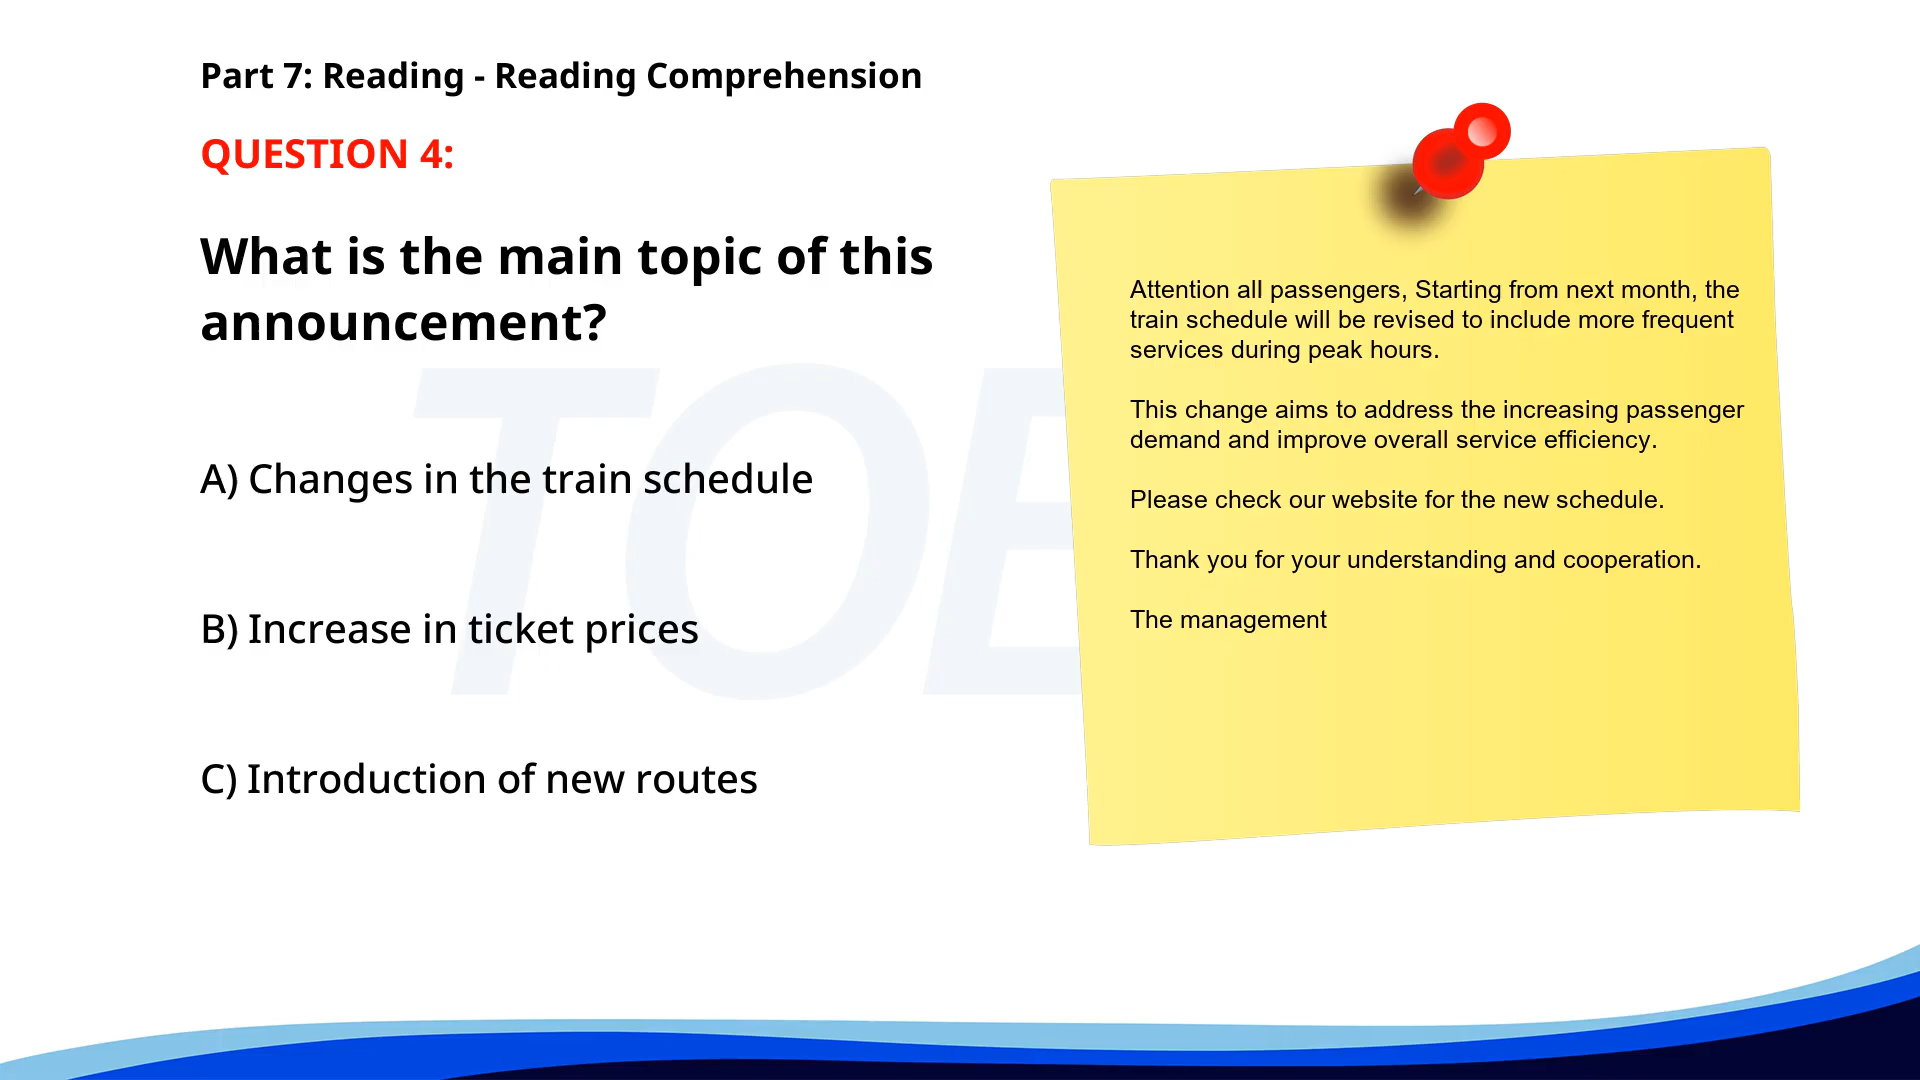 Part 7: Reading - Reading Comprehension
QUESTION 4:
What is the main topic of this
announcement?
A) Changes in the train schedule
B) Increase in ticket prices
C) Introduction of new routes
Attention all passengers, Starting from next month, the
train schedule will be revised to include more frequent
services during peak hours.
This change aims to address the increasing passenger
demand and improve overall service efficiency.
Please check our website for the new schedule.
Thank you for your understanding and cooperation.
The management